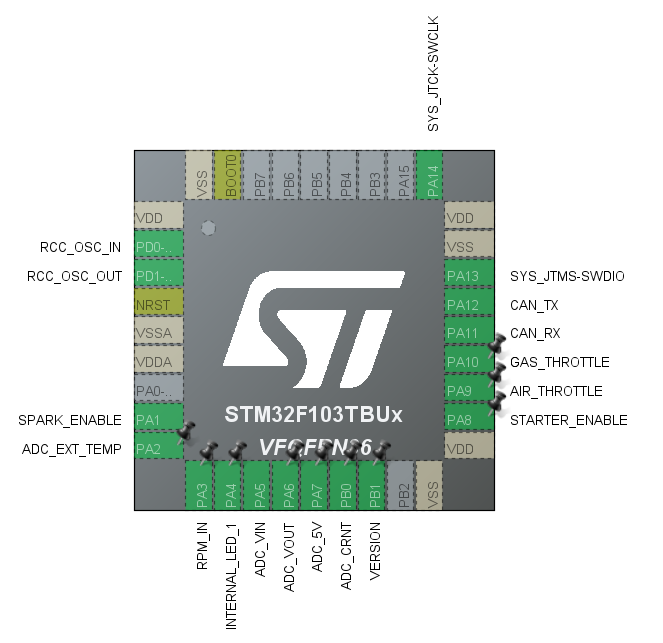 SYS_JTCK-SWCLK
VSS
BOOT0
PB7
PB6
PB5
PB4
PB3
PA15
PA14
VDD
RCC_OSC_IN PD0-..
RCC_OSC_OUT PD1-..
NRST
VSSA
VDDA
PA0-..
SPARK_ENABLE PA1
ADC_EXT_TEMP PA2
VDD
VSS
PA13 SYS_JTMS-SWDIO
PA12 CAN_TX
PA11 CAN_RX
PA10 GAS_THROTTLE
PA9 AIR_THROTTLE
PA8 STARTER_ENABLE
VDD
ST
STM32F103TBUx
VFQFPN36
PA3
PA4
PA5
PA6
PA7
PB0
PB1
PB2
VSS
RPM_IN
INTERNAL_LED_1
ADC_VIN
ADC_VOUT
ADC_5V
ADC_CRNT
VERSION